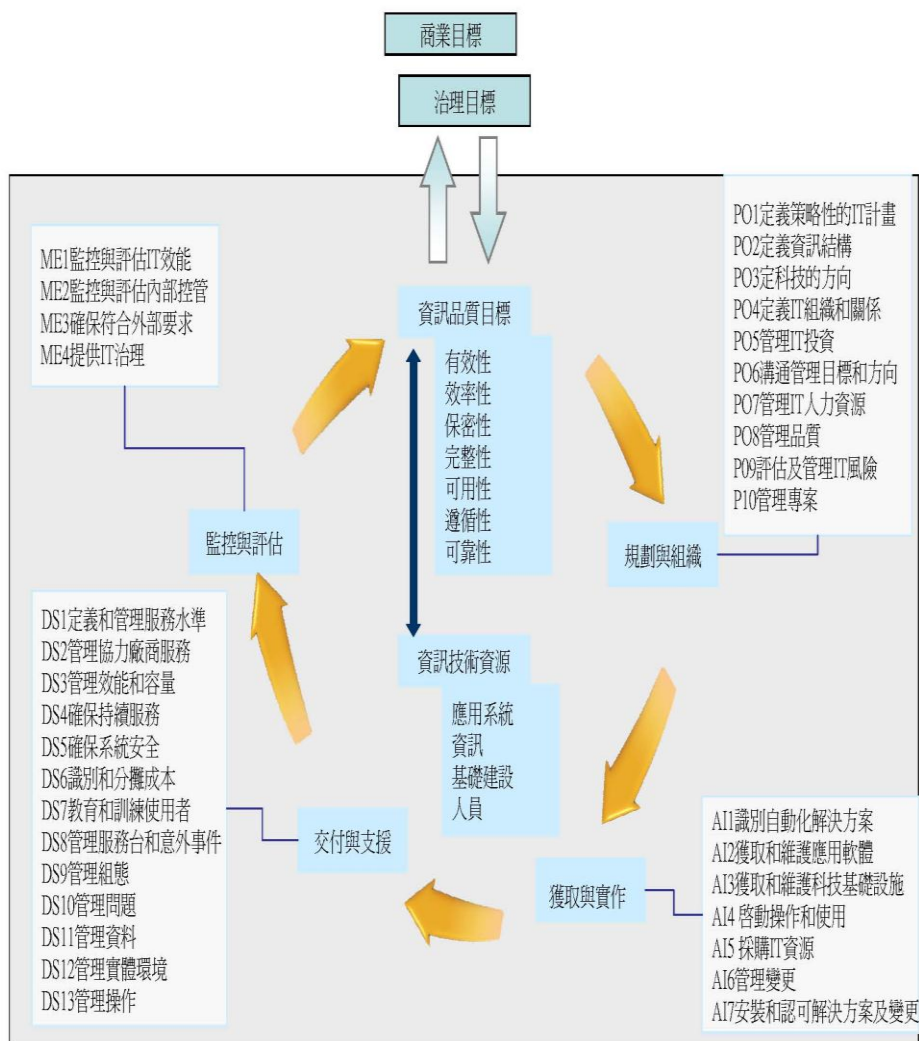 商業目標
治理目標
ME1監控與評估IT效能
ME2監控與評估內部控管
ME3確保符合外部要求
ME4提供IT治理
資訊品質目標
有效性
效率性
保密性
完整性
可用性
遵循性
可靠性
PO1定義策略性的IT計畫
PO2定義資訊結構
PO3定科技的方向
PO4定義IT組織和關係
PO5管理IT投資
PO6溝通管理目標和方向
PO7管理IT人力資源
PO8管理品質
P09評估及管理IT風險
P10管理專案
監控與評估
規劃與組織
DS1定義和管理服務水準
DS2管理協力廠商服務
DS3管理效能和容量
DS4確保持續服務
DS5確保系統安全
DS6識別和分攤成本
DS7教育和訓練使用者
DS8管理服務台和意外事件
DS9管理組態
DS10管理問題
DS11管理資料
DS12管理實體環境
DS13管理操作
資訊技術資源
應用系統
資訊
基礎建設
人員
交付與支援
獲取與實作
AI1識別自動化解決方案
AI2獲取和維護應用軟體
AI3獲取和維護科技基礎設施
AI4 啓動操作和使用
AI5 採購IT資源
AI6管理變更
AI7安裝和認可解決方案及變更